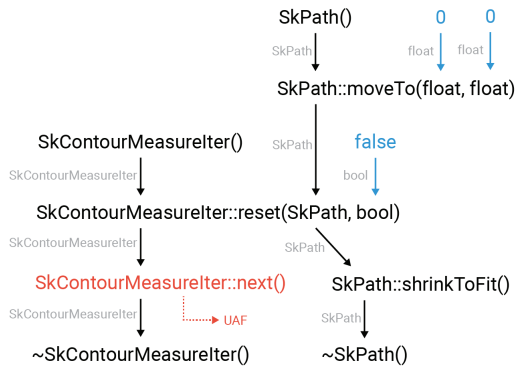 SkPath()
0
0
SkPath
float
float
SkPath::moveTo(float, float)
SkContourMeasureIter()
SkPath
false
SkContourMeasureIter
bool
SkContourMeasureIter::reset(SkPath, bool)
SkContourMeasureIter
SkPath
SkContourMeasureIter::next()
SkPath::shrinkToFit()
SkContourMeasureIter
UAF
SkPath
~SkContourMeasureIter()
~SkPath()